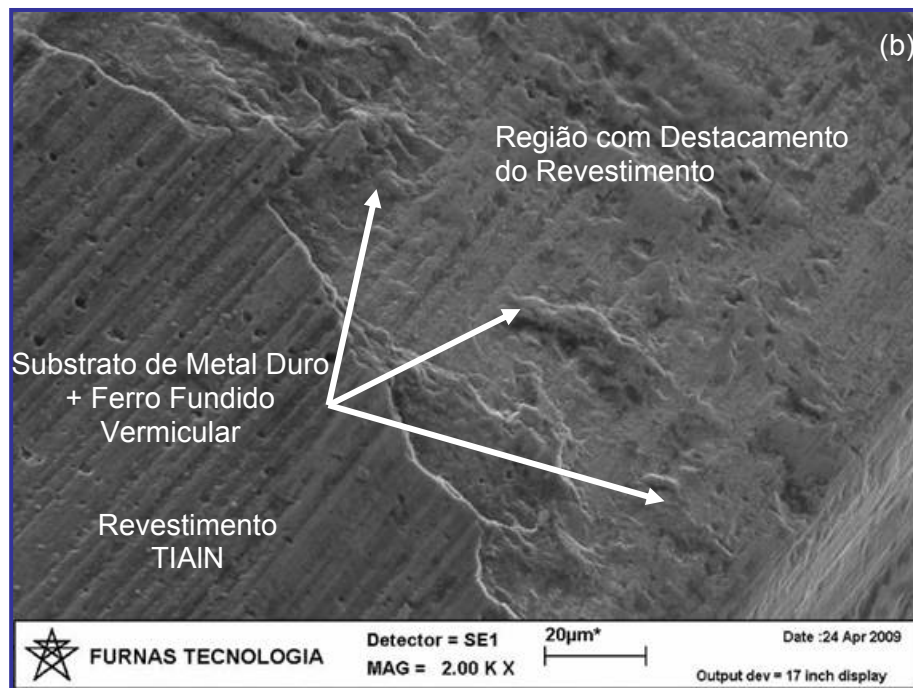 (b)
Região com Destacamento
do Revestimento
Substrato de Metal Duro
+ Ferro Fundido
Vermicular
Revestimento
TIAIN
FURNAS TECNOLOGIA
Detector = SE1
MAG = 2.00 K X
20µm*
Date :24 Apr 2009
Output dev = 17 inch display